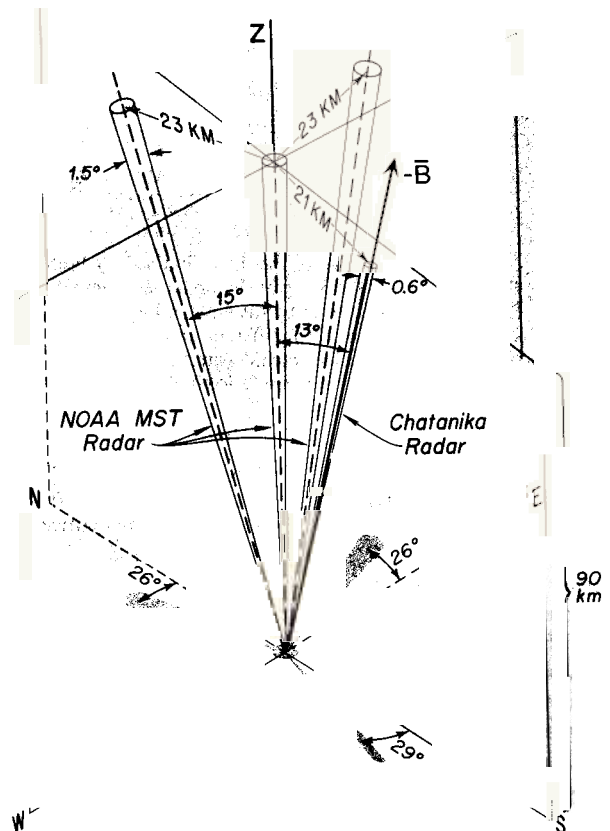 Z
23 KM
23 KM
1.5°
-B̅
21 KM
0.6°
15°
13°
NOAA MST
Radar
Chatanika
Radar
N
E
26°
26°
90
km
29°
W
S